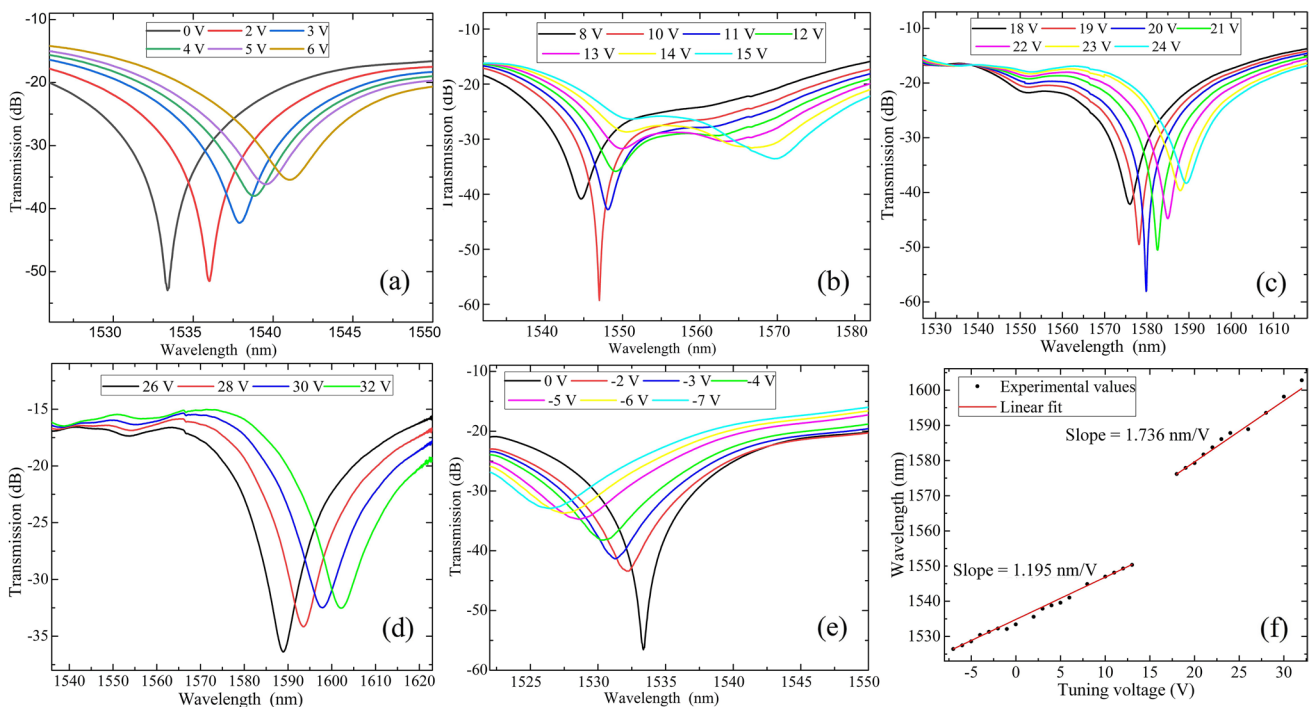 -10
-20
-30
-40
-50
Transmission (dB)
0 V 2 V 3 V
4 V 5 V 6 V
(a)
1530 1535 1540 1545 1550
Wavelength (nm)
-10
-20
-30
-40
-50
-60
Transmission (dB)
8 V 10 V 11 V 12 V
13 V 14 V 15 V
(b)
1540 1550 1560 1570 1580
Wavelength (nm)
-10
-20
-30
-40
-50
-60
Transmission (dB)
18 V 19 V 20 V 21 V
22 V 23 V 24 V
(c)
1530 1540 1550 1560 1570 1580 1590 1600 1610
Wavelength (nm)
-15
-20
-25
-30
-35
Transmission (dB)
26 V 28 V 30 V 32 V
(d)
1540 1550 1560 1570 1580 1590 1600 1610 1620
Wavelength (nm)
-10
-20
-30
-40
-50
-60
Transmission (dB)
0 V -2 V -3 V -4 V
-5 V -6 V -7 V
(e)
1525 1530 1535 1540 1545 1550
Wavelength (nm)
1600
1590
1580
1570
1560
1550
1540
1530
Wavelength (nm)
Experimental values
Linear fit
Slope = 1.736 nm/V
Slope = 1.195 nm/V
(f)
-5 0 5 10 15 20 25 30
Tuning voltage (V)